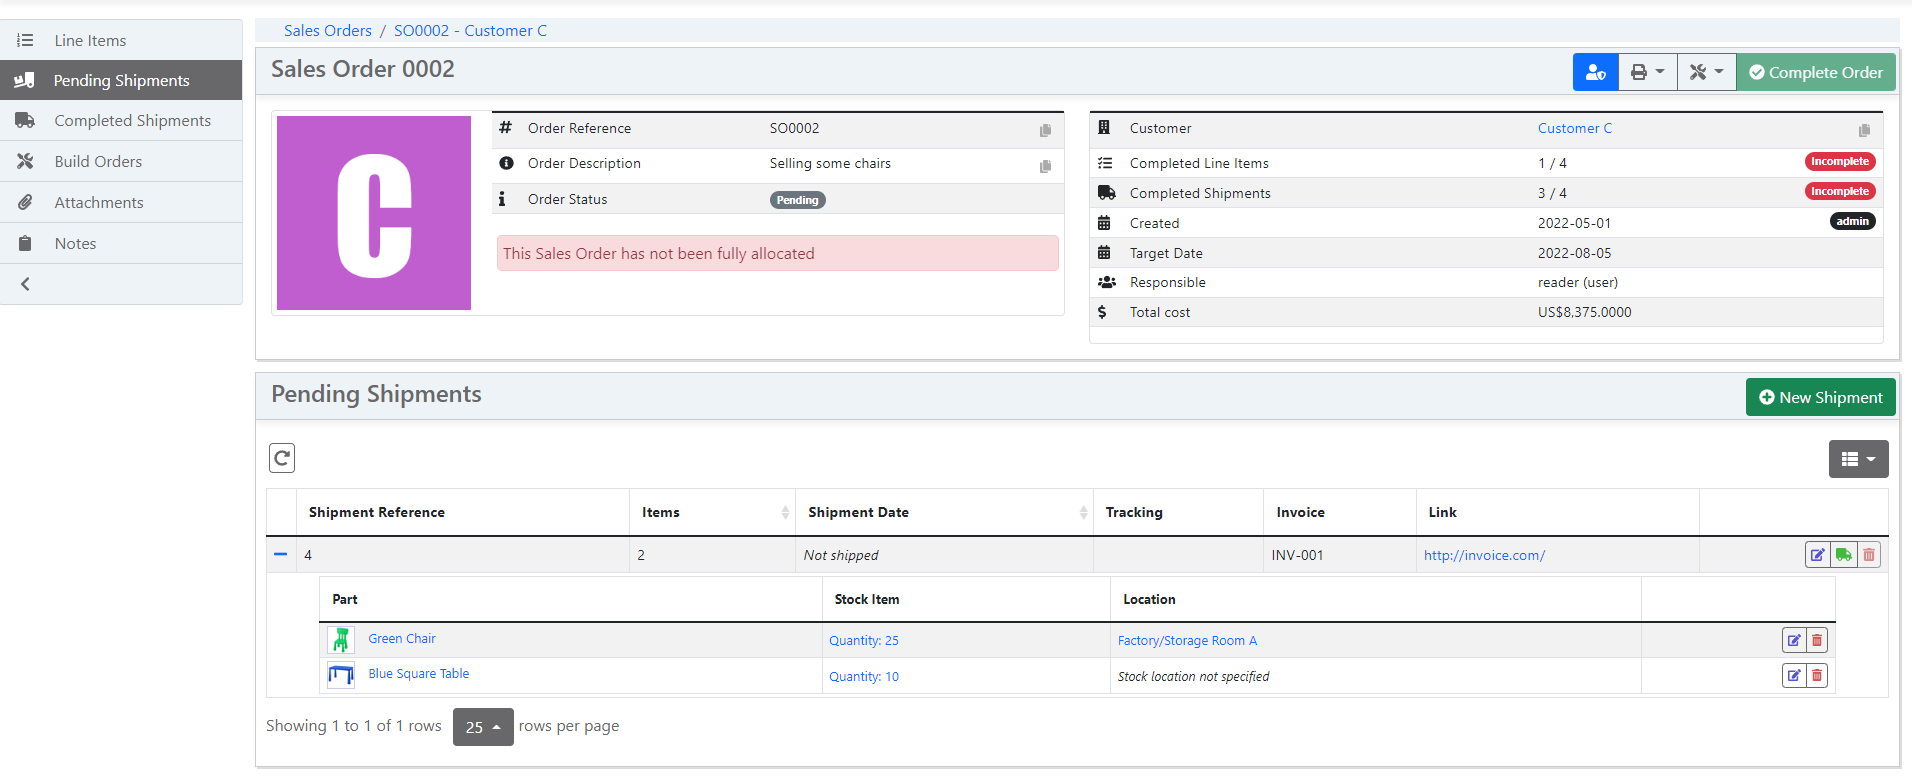 Line Items
Pending Shipments
Completed Shipments
Build Orders
Attachments
Notes
Sales Orders / SO0002 - Customer C
Sales Order 0002
Complete Order
C
# Order Reference SO0002
Order Description Selling some chairs
Order Status Pending
This Sales Order has not been fully allocated
Customer Customer C
Completed Line Items 1 / 4 Incomplete
Completed Shipments 3 / 4 Incomplete
Created 2022-05-01 admin
Target Date 2022-08-05
Responsible reader (user)
$ Total cost US$8,375.0000
Pending Shipments
New Shipment
Shipment Reference Items Shipment Date Tracking Invoice Link
4 2 Not shipped INV-001 http://invoice.com/
Part Stock Item Location
Green Chair Quantity: 25 Factory/Storage Room A
Blue Square Table Quantity: 10 Stock location not specified
Showing 1 to 1 of 1 rows 25 rows per page